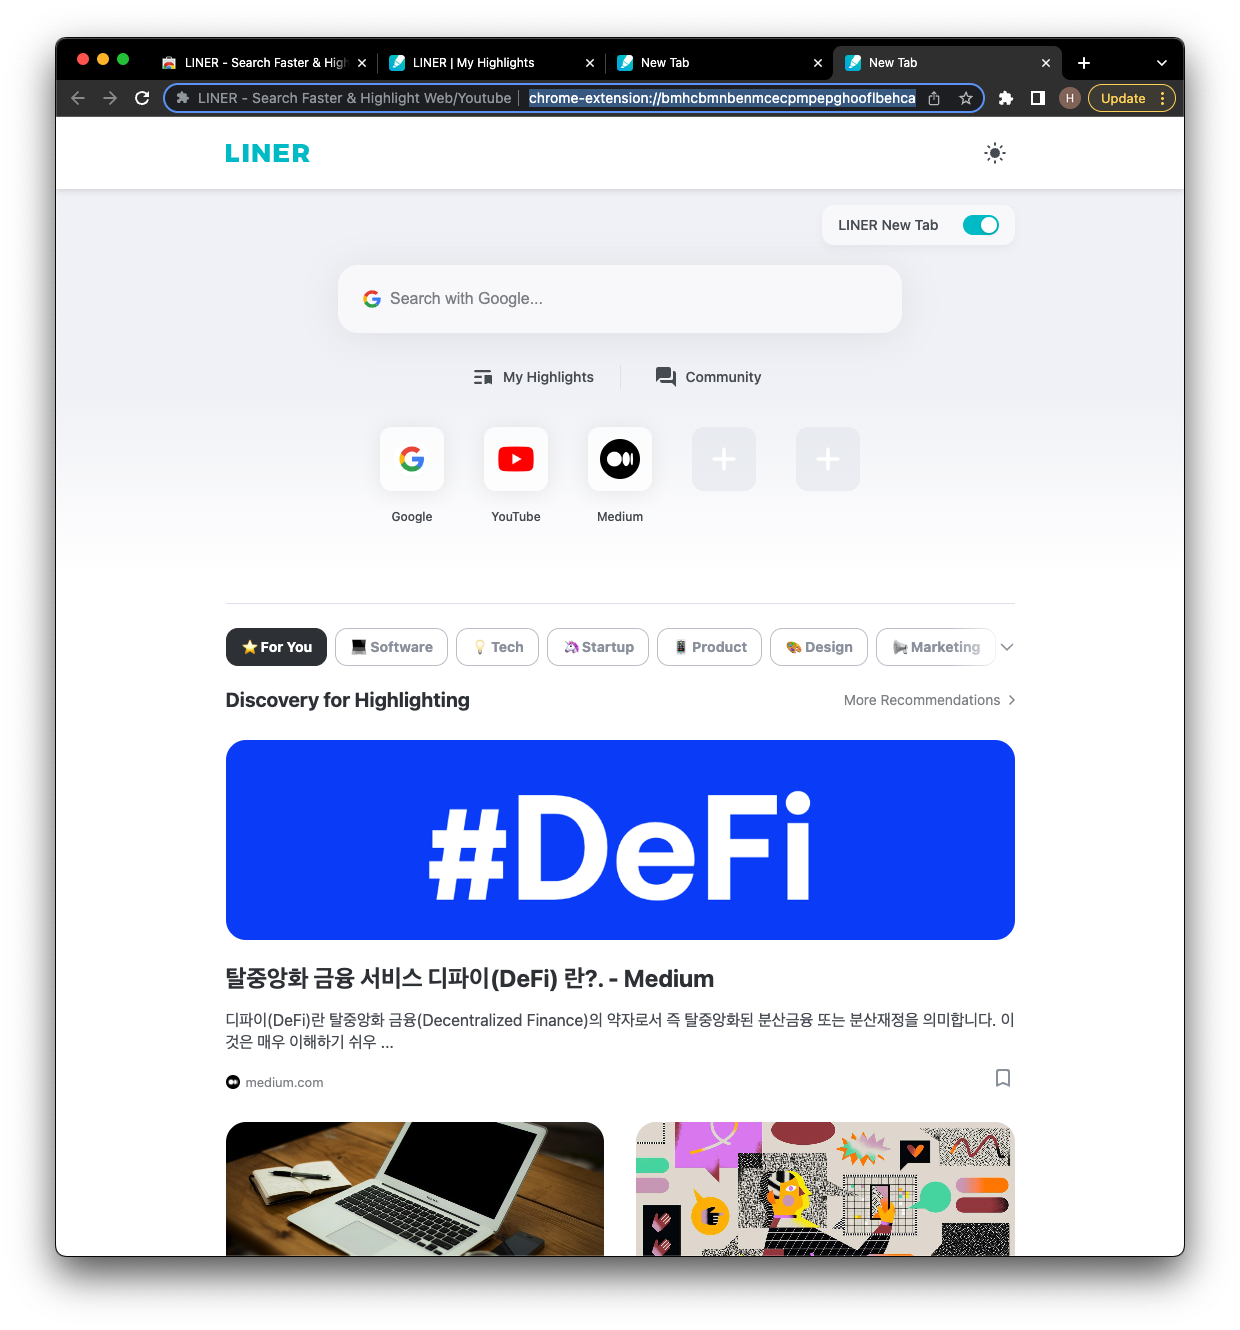 LINER - Search Faster & High
LINER | My Highlights
New Tab
New Tab
LINER - Search Faster & Highlight Web/Youtube
chrome-extension://bmhcbmnbenmcecpmpepghooflbehca
H
Update
LINER
LINER New Tab
Search with Google...
My Highlights
Community
Google
YouTube
Medium
For You
Software
Tech
Startup
Product
Design
Marketing
Discovery for Highlighting
More Recommendations
#DeFi
탈중앙화 금융 서비스 디파이(DeFi) 란?. - Medium
디파이(DeFi)란 탈중앙화 금융(Decentralized Finance)의 약자로서 즉 탈중앙화된 분산금융 또는 분산재정을 의미합니다. 이
것은 매우 이해하기 쉬우 ...
medium.com